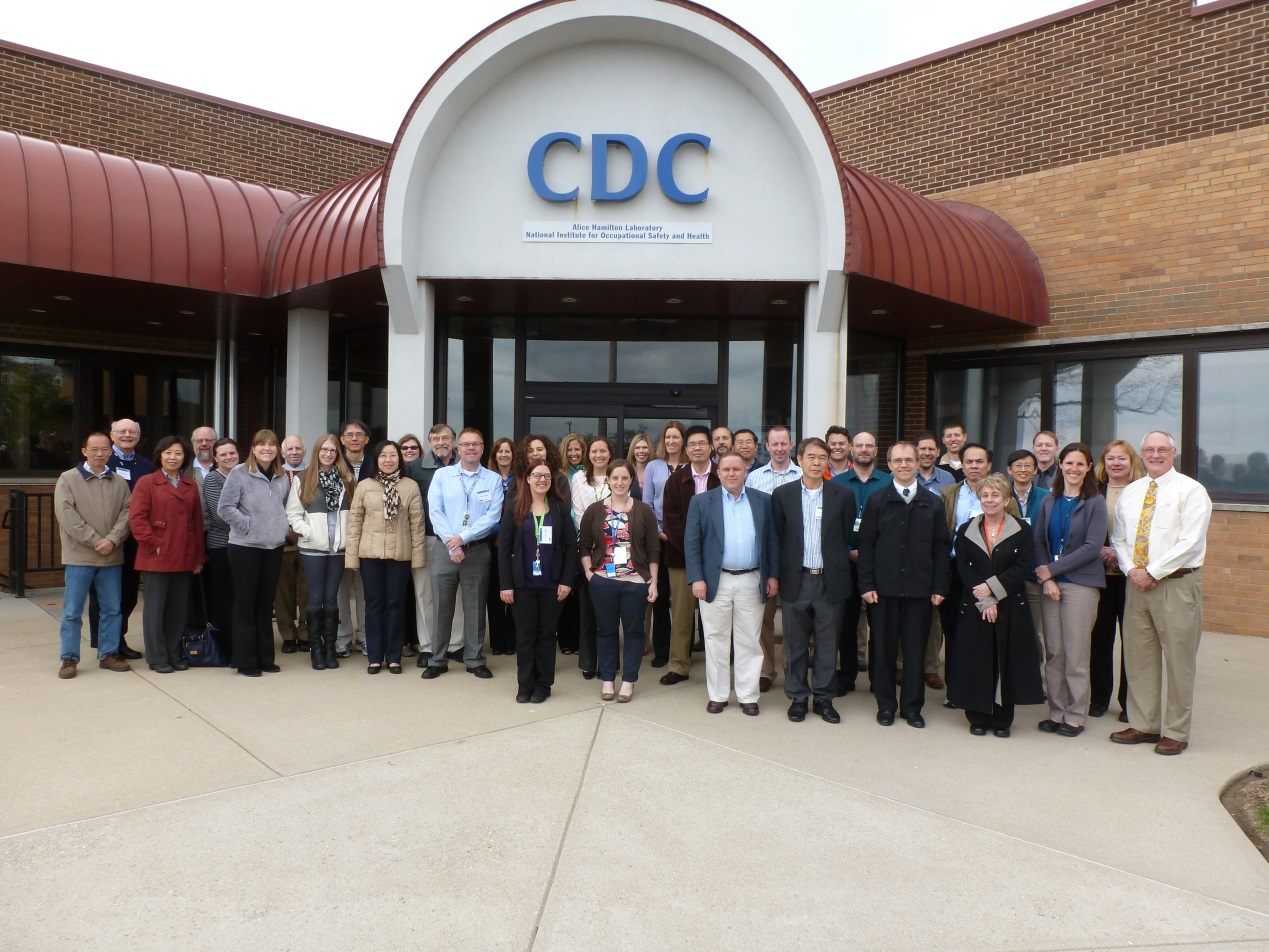 CDC
Alice Hamilton Laboratory
National Institute for Occupational Safety and Health